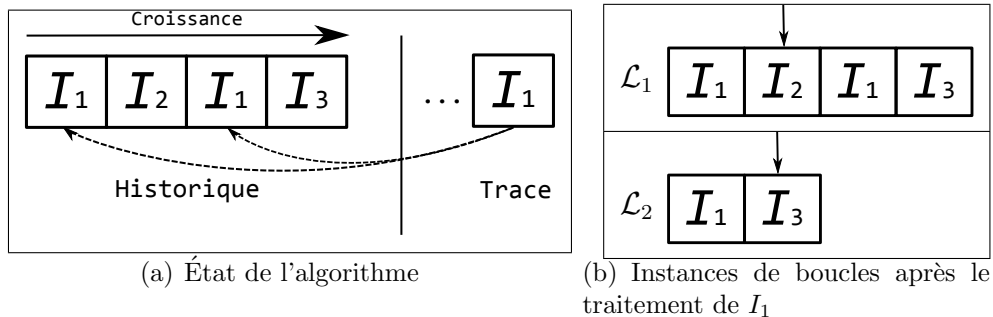 Croissance
I1 I2 I1 I3 ... I1
Historique Trace
(a) État de l'algorithme
L1 I1 I2 I1 I3
L2 I1 I3
(b) Instances de boucles après le
traitement de I1